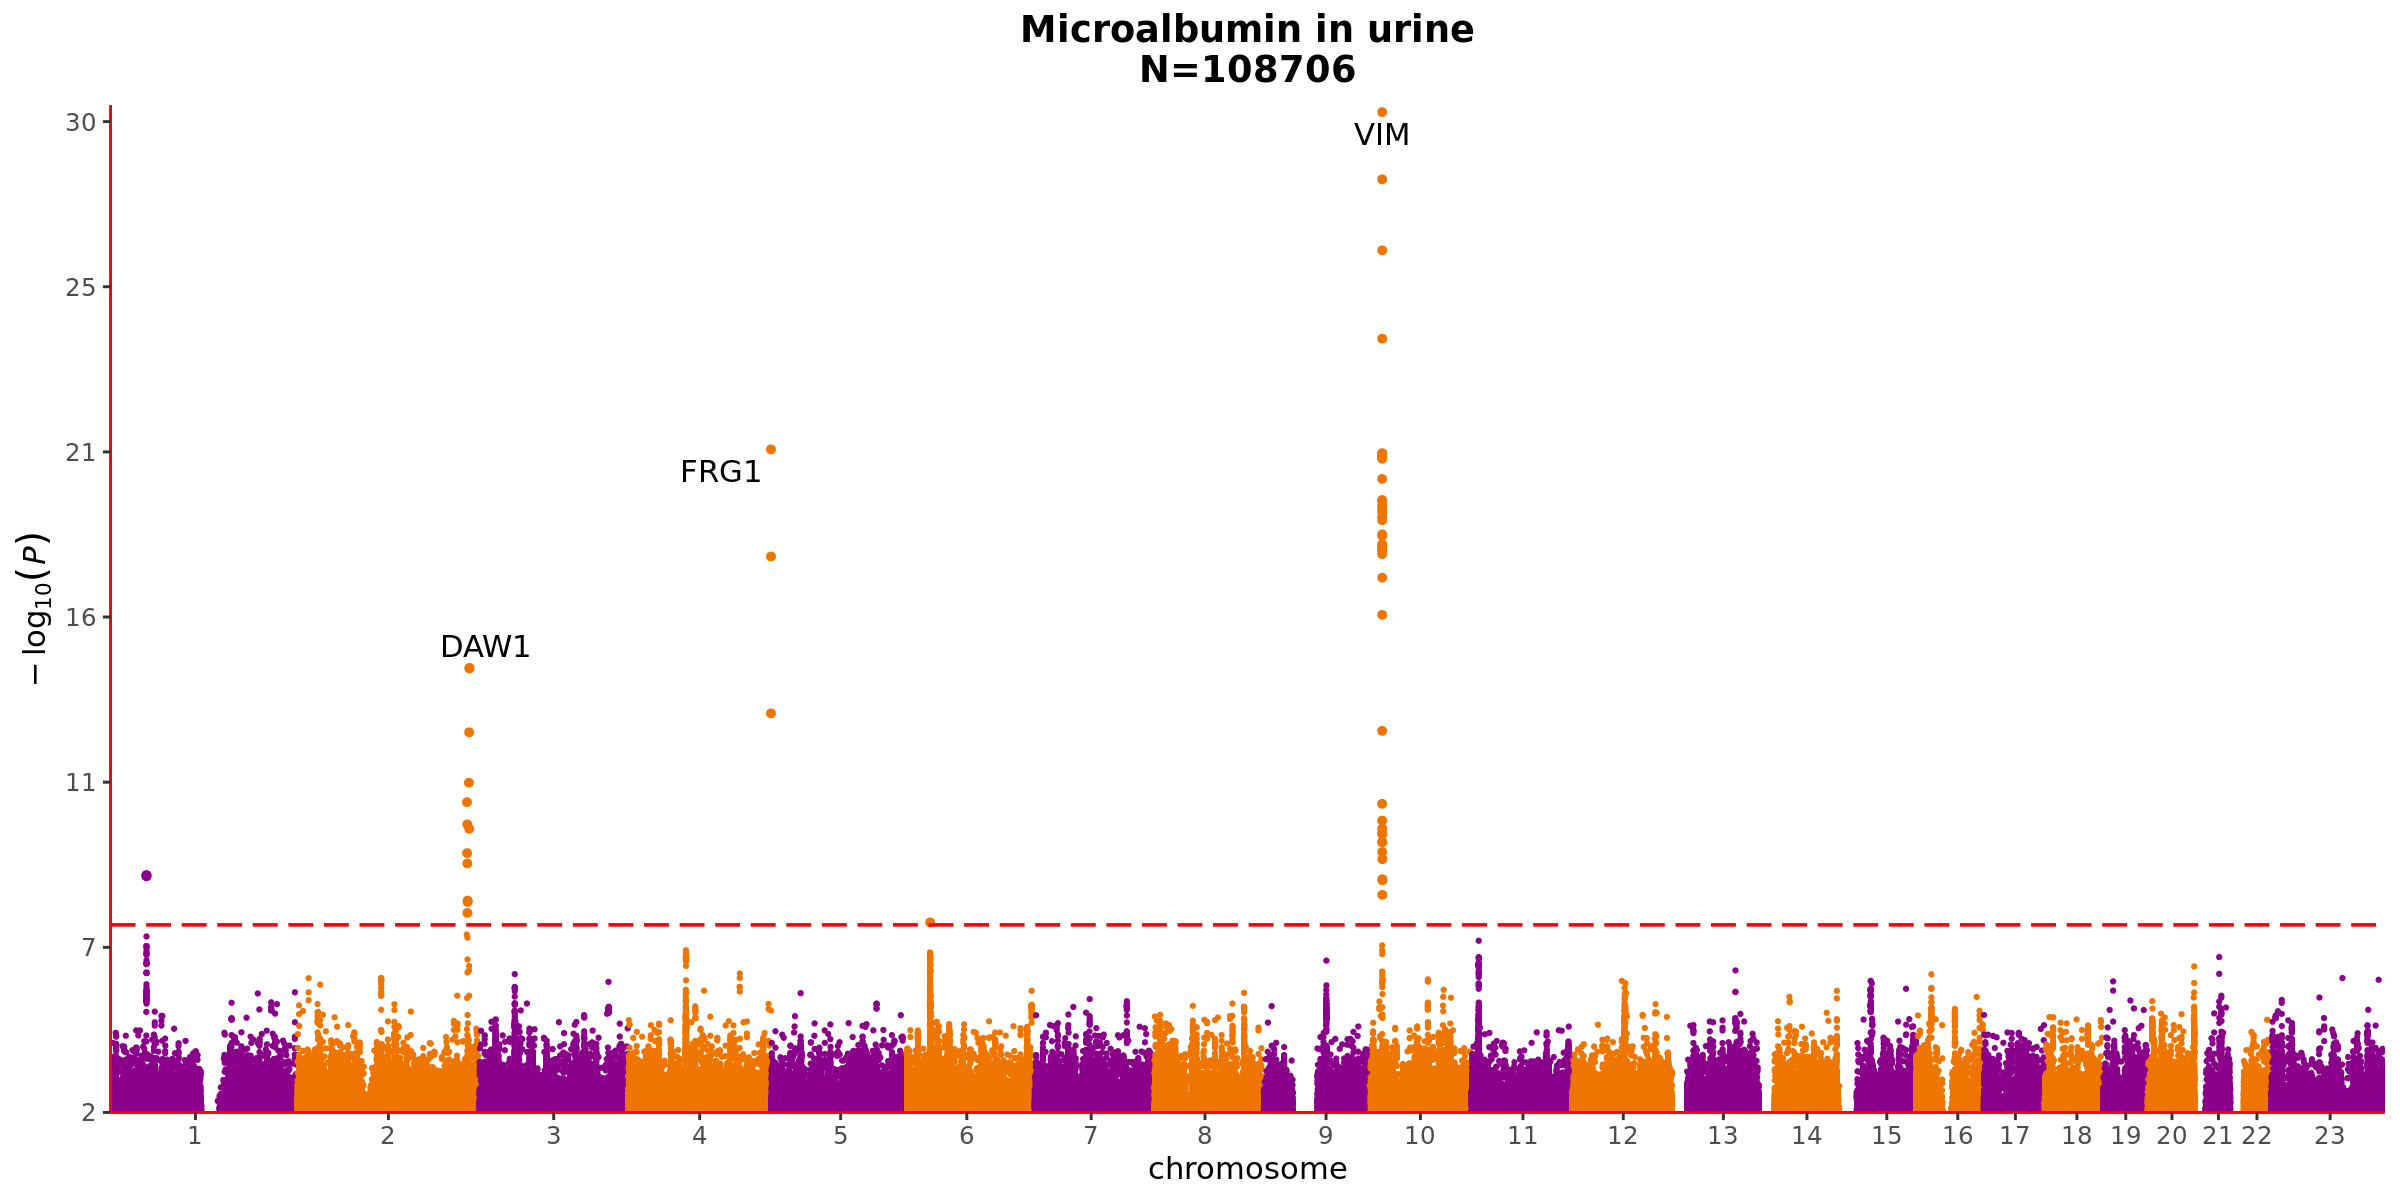 Microalbumin in urine
N=108706
30
VIM
25
21
FRG1
16
DAW1
11
7
2
− log10(P)
1 2 3 4 5 6 7 8 9 10 11 12 13 14 15 16 17 18 19 20 21 22 23
chromosome